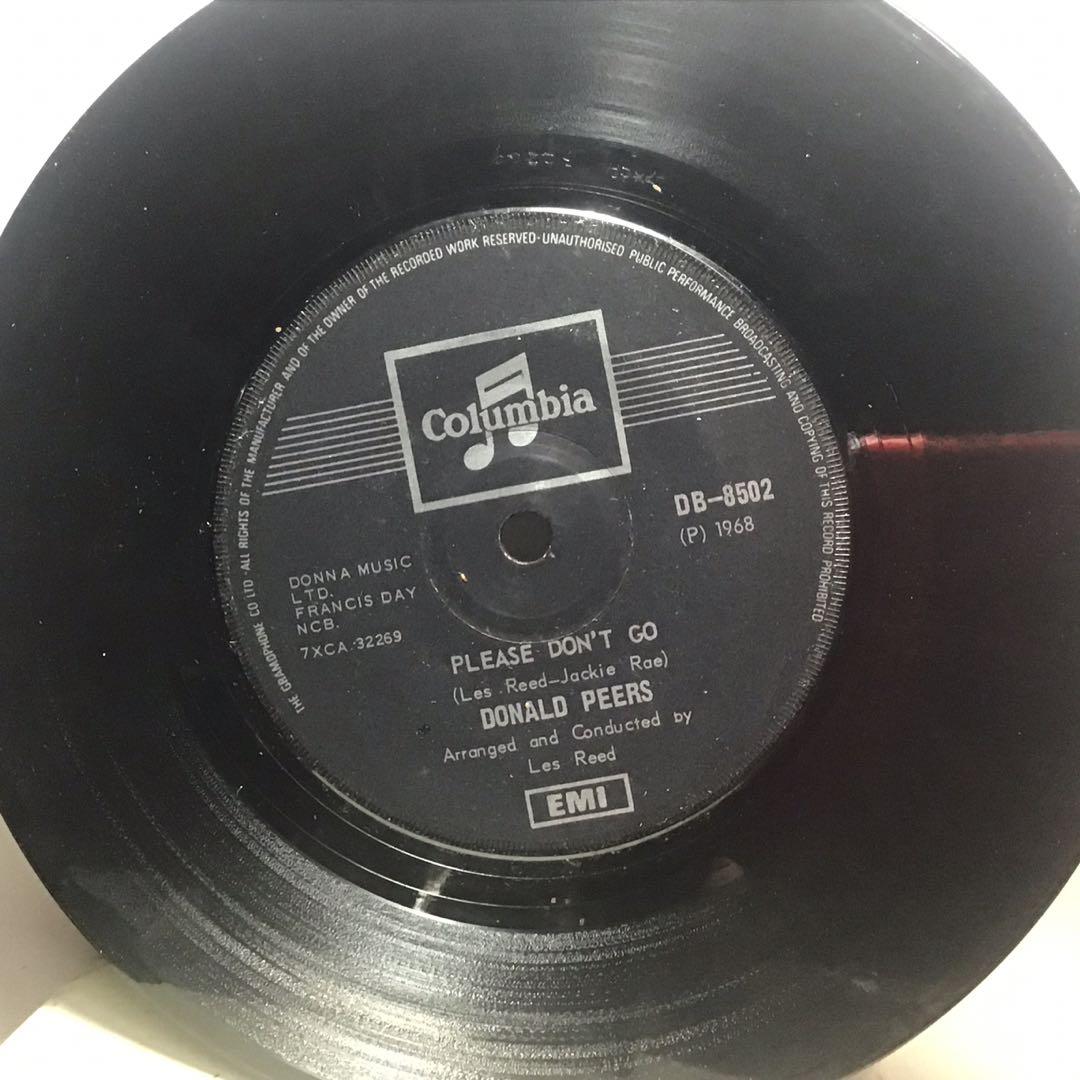 THE GRAMOPHONE CO LTD · ALL RIGHTS OF THE MANUFACTURER AND OF THE OWNER OF THE RECORDED WORK RESERVED · UNAUTHORISED PUBLIC PERFORMANCE BROADCASTING AND COPYING OF THIS RECORD PROHIBITED
Columbia
DB-8502
(P) 1968
DONNA MUSIC
LTD.
FRANCIS DAY
NCB.
7XCA·32269
PLEASE DON'T GO
(Les Reed-Jackie Rae)
DONALD PEERS
Arranged and Conducted by
Les Reed
EMI